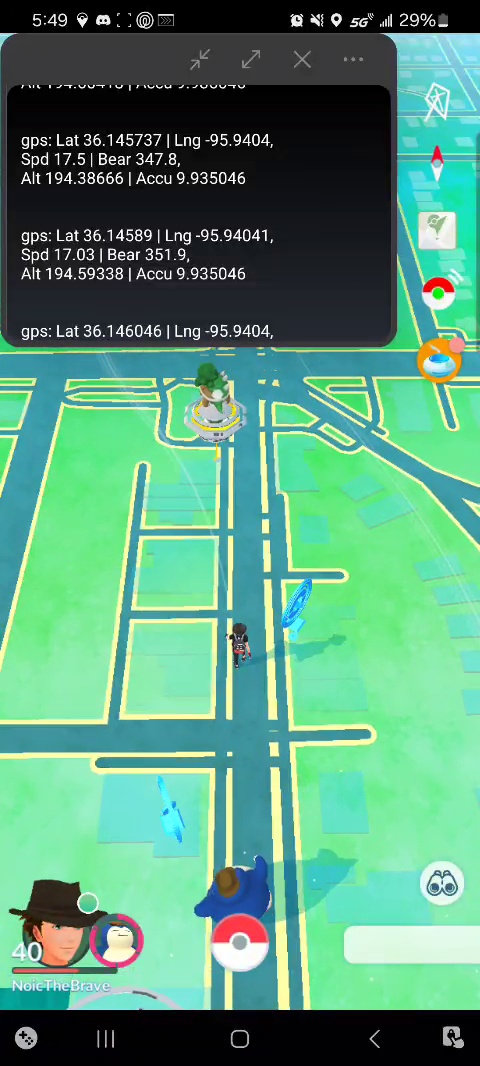 5:49
5G
29%
gps: Lat 36.145737 | Lng -95.9404,
Spd 17.5 | Bear 347.8,
Alt 194.38666 | Accu 9.935046
gps: Lat 36.14589 | Lng -95.94041,
Spd 17.03 | Bear 351.9,
Alt 194.59338 | Accu 9.935046
gps: Lat 36.146046 | Lng -95.9404,
40
NoicTheBrave